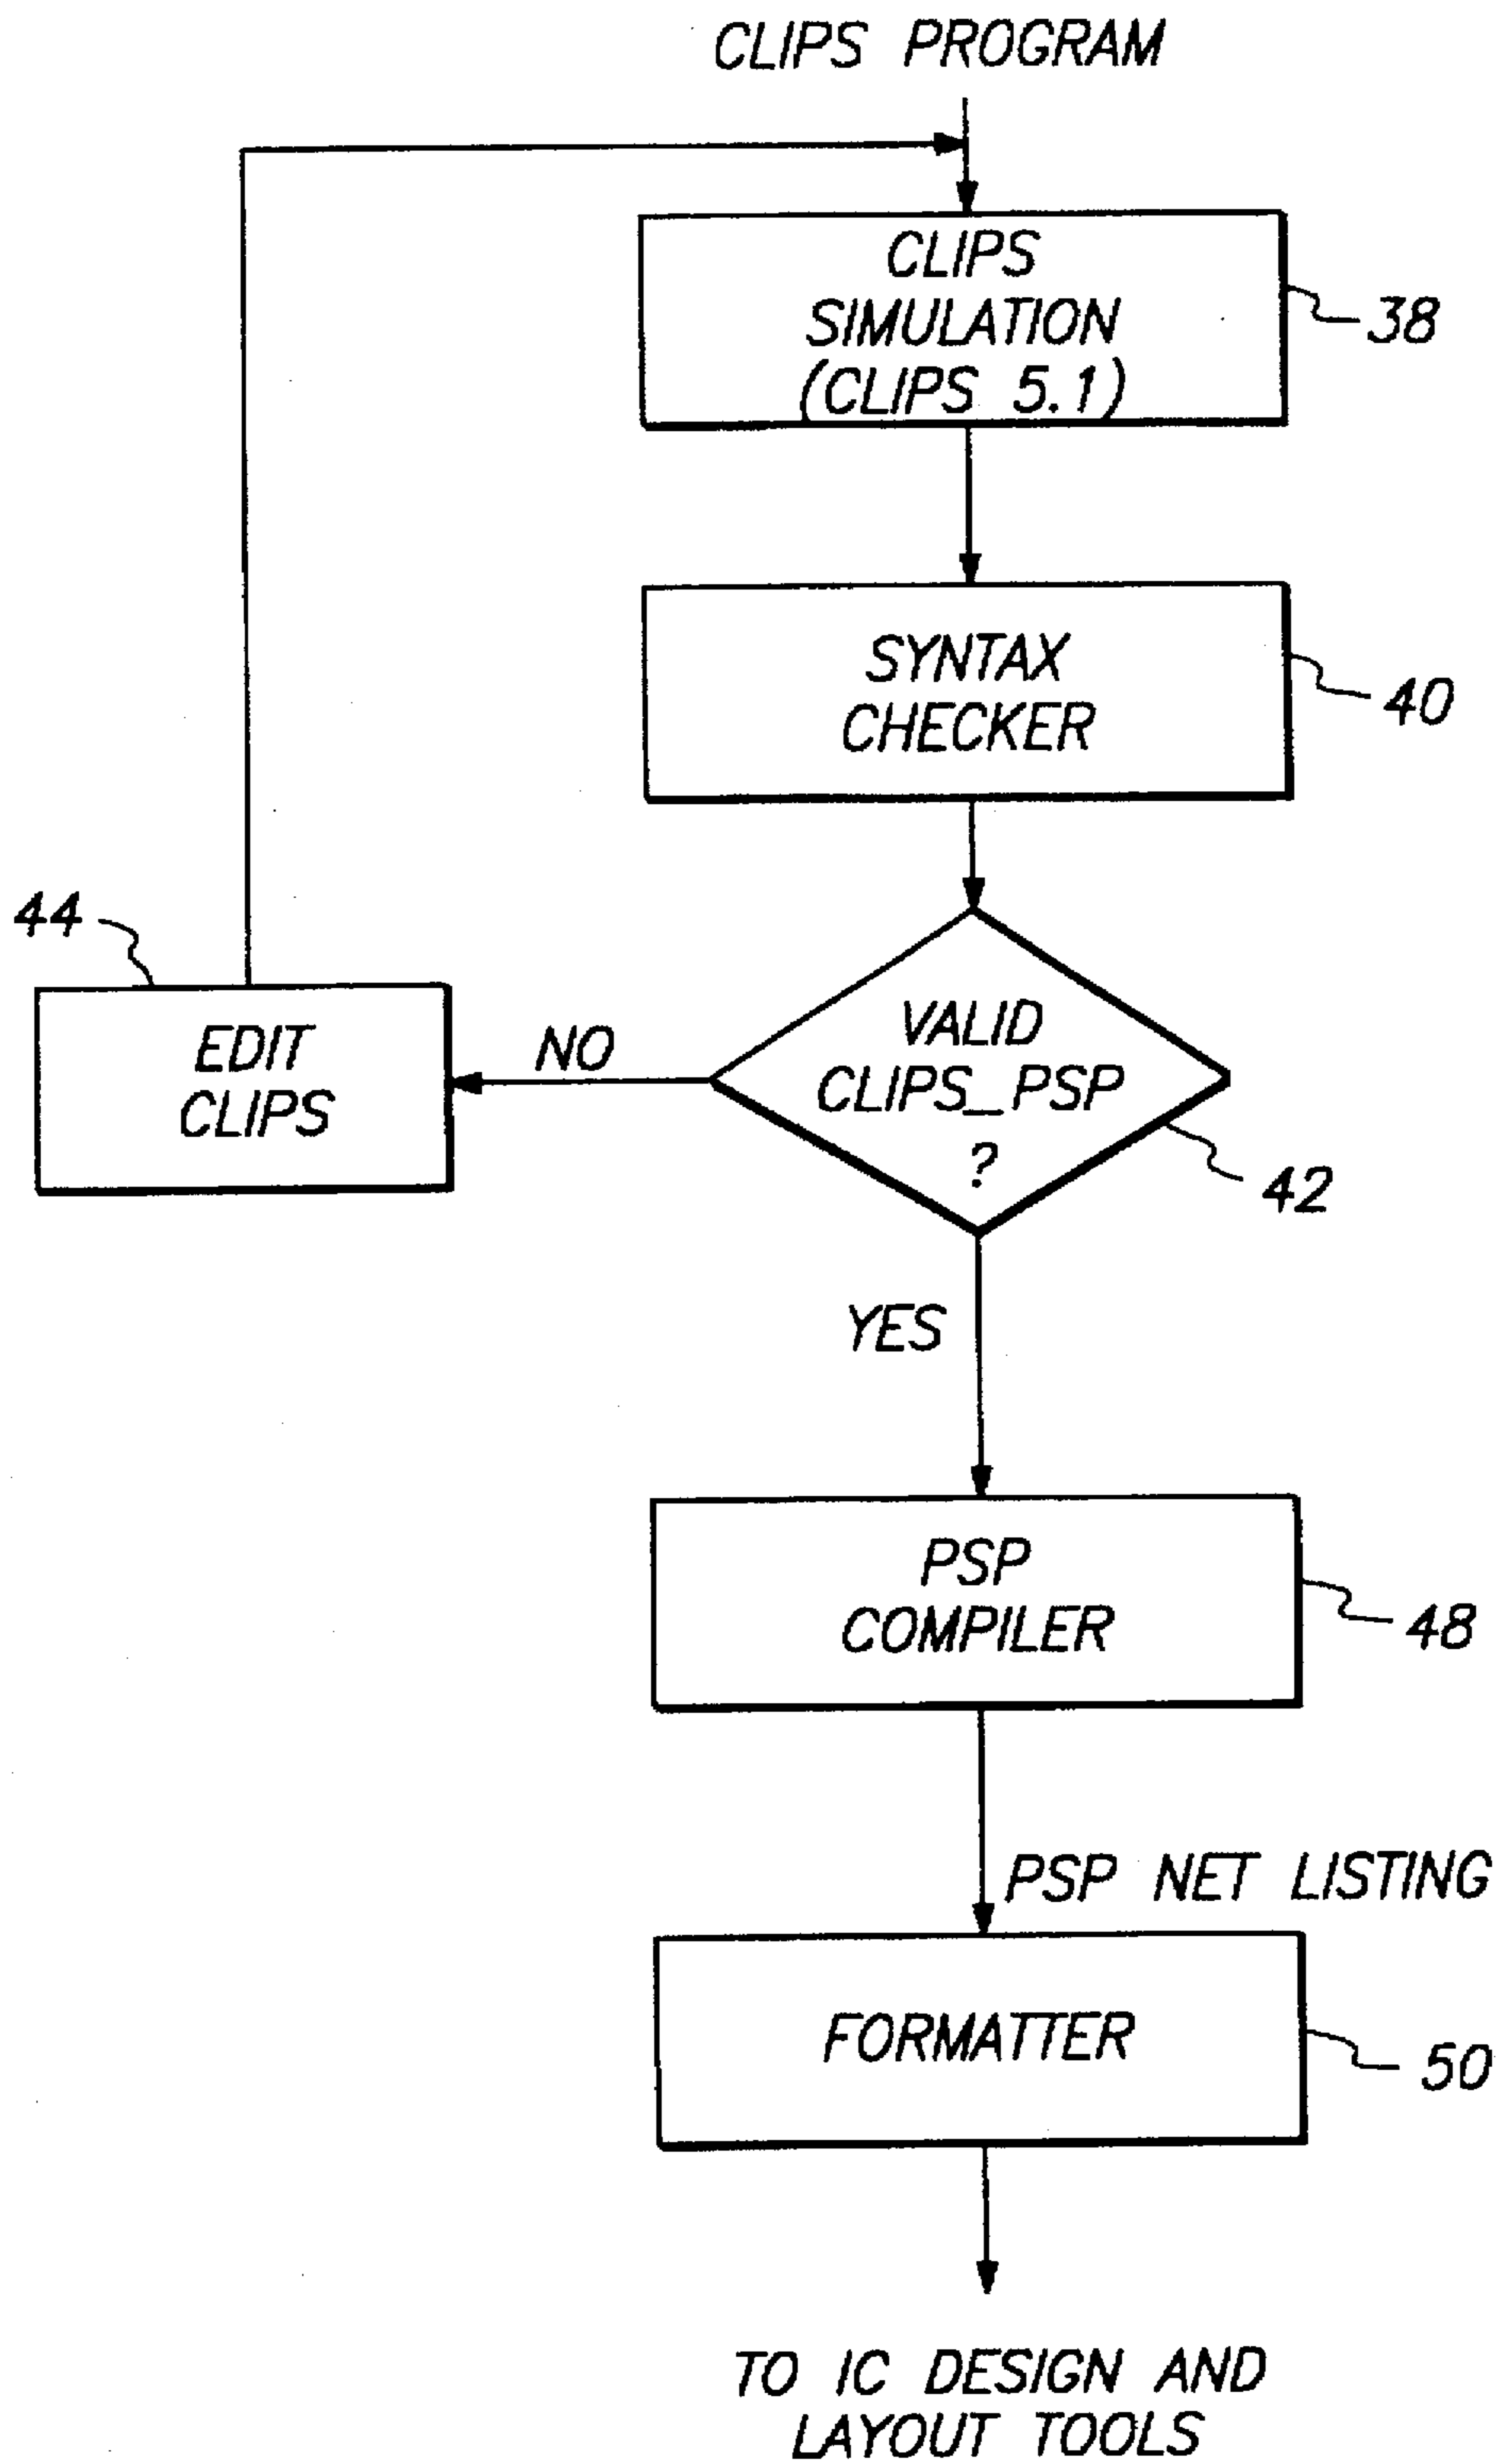 CLIPS PROGRAM
CLIPS
SIMULATION
(CLIPS 5.1)
38
SYNTAX
CHECKER
40
44
EDIT
CLIPS
NO
VALID
CLIPS_PSP
?
42
YES
PSP
COMPILER
48
PSP NET LISTING
FORMATTER
50
TO IC DESIGN AND
LAYOUT TOOLS